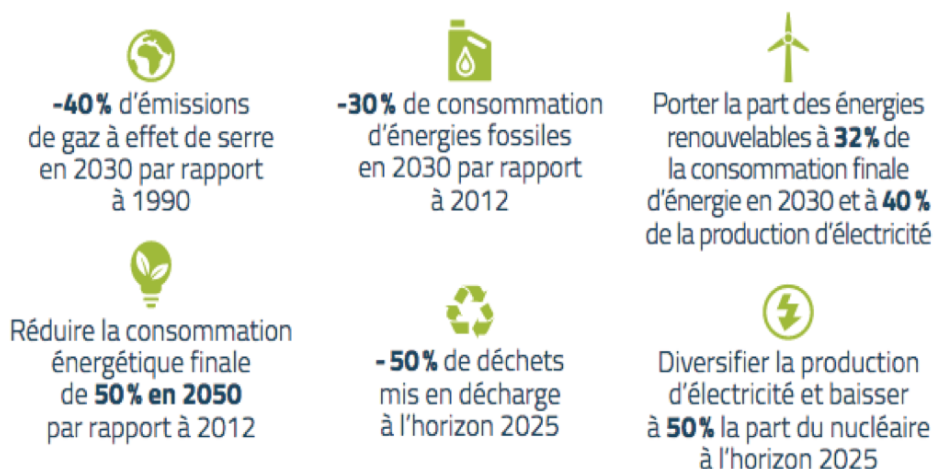 -40% d'émissions
de gaz à effet de serre
en 2030 par rapport
à 1990
-30% de consommation
d'énergies fossiles
en 2030 par rapport
à 2012
Porter la part des énergies
renouvelables à 32% de
la consommation finale
d'énergie en 2030 et à 40%
de la production d'électricité
Réduire la consommation
énergétique finale
de 50% en 2050
par rapport à 2012
- 50% de déchets
mis en décharge
à l'horizon 2025
Diversifier la production
d'électricité et baisser
à 50% la part du nucléaire
à l'horizon 2025